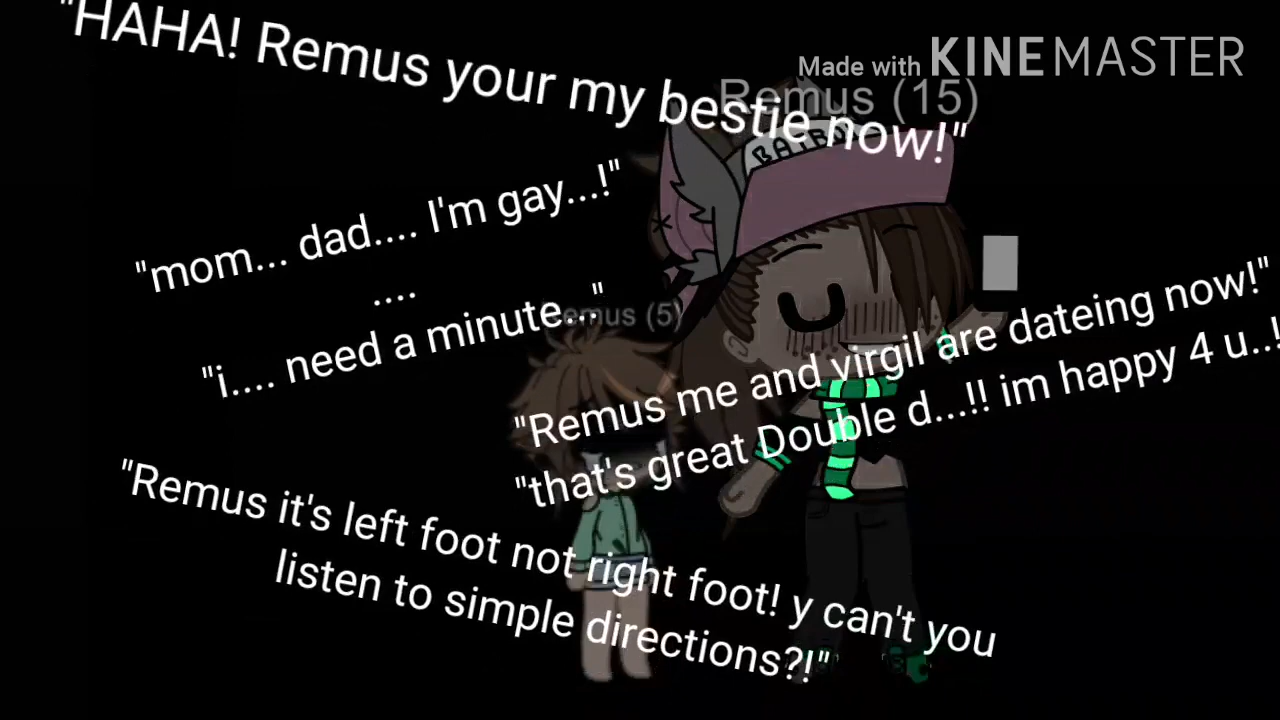 "HAHA! Remus your my bestie now!"
Made with KINEMASTER
Remus (15)
"mom... dad.... I'm gay...!"
....
"i.... need a minute..."
Remus (5)
"Remus me and virgil are dateing now!"
"that's great Double d...!! im happy 4 u..!
"Remus it's left foot not right foot! y can't you
listen to simple directions?!"